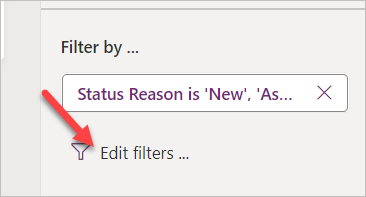 Filter by ...
Status Reason is 'New', 'As...
Edit filters ...